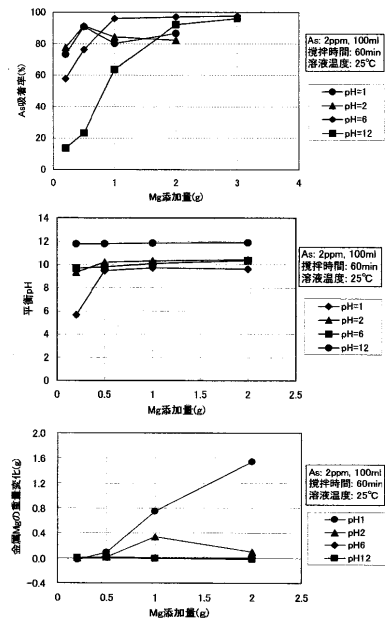 100
80
60
40
20
0
As吸着率(%)
0
1
2
3
4
Mg添加量(g)
As: 2ppm, 100ml
撹拌時間: 60min
溶液温度: 25℃
pH=1
pH=2
pH=6
pH=12
14
12
10
8
6
4
2
0
平衡pH
0
0.5
1
1.5
2
2.5
Mg添加量(g)
As: 2ppm, 100ml
撹拌時間: 60min
溶液温度: 25℃
pH=1
pH=2
pH=6
pH=12
1.6
1.2
0.8
0.4
0.0
-0.4
金属Mgの重量変化(g)
0
0.5
1
1.5
2
2.5
Mg添加量(g)
As: 2ppm, 100ml
撹拌時間: 60min
溶液温度: 25℃
pH1
pH2
pH6
pH12